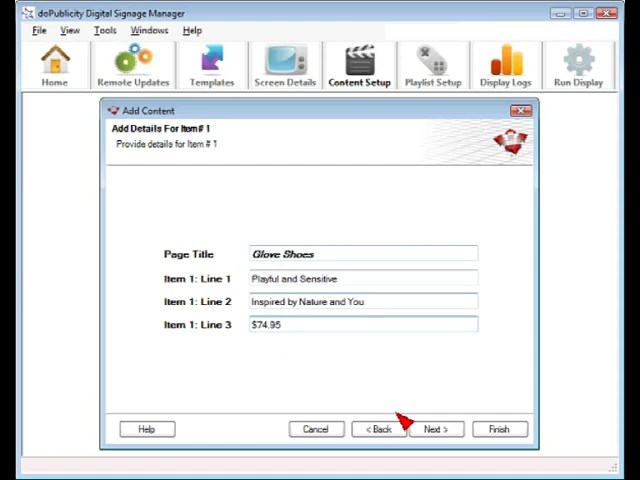 doPublicity Digital Signage Manager
File View Tools Windows Help
Home Remote Updates Templates Screen Details Content Setup Playlist Setup Display Logs Run Display
Add Content
Add Details For Item # 1
Provide details for Item # 1
Page Title Glove Shoes
Item 1: Line 1 Playful and Sensitive
Item 1: Line 2 Inspired by Nature and You
Item 1: Line 3 $74.95
Help Cancel < Back Next > Finish